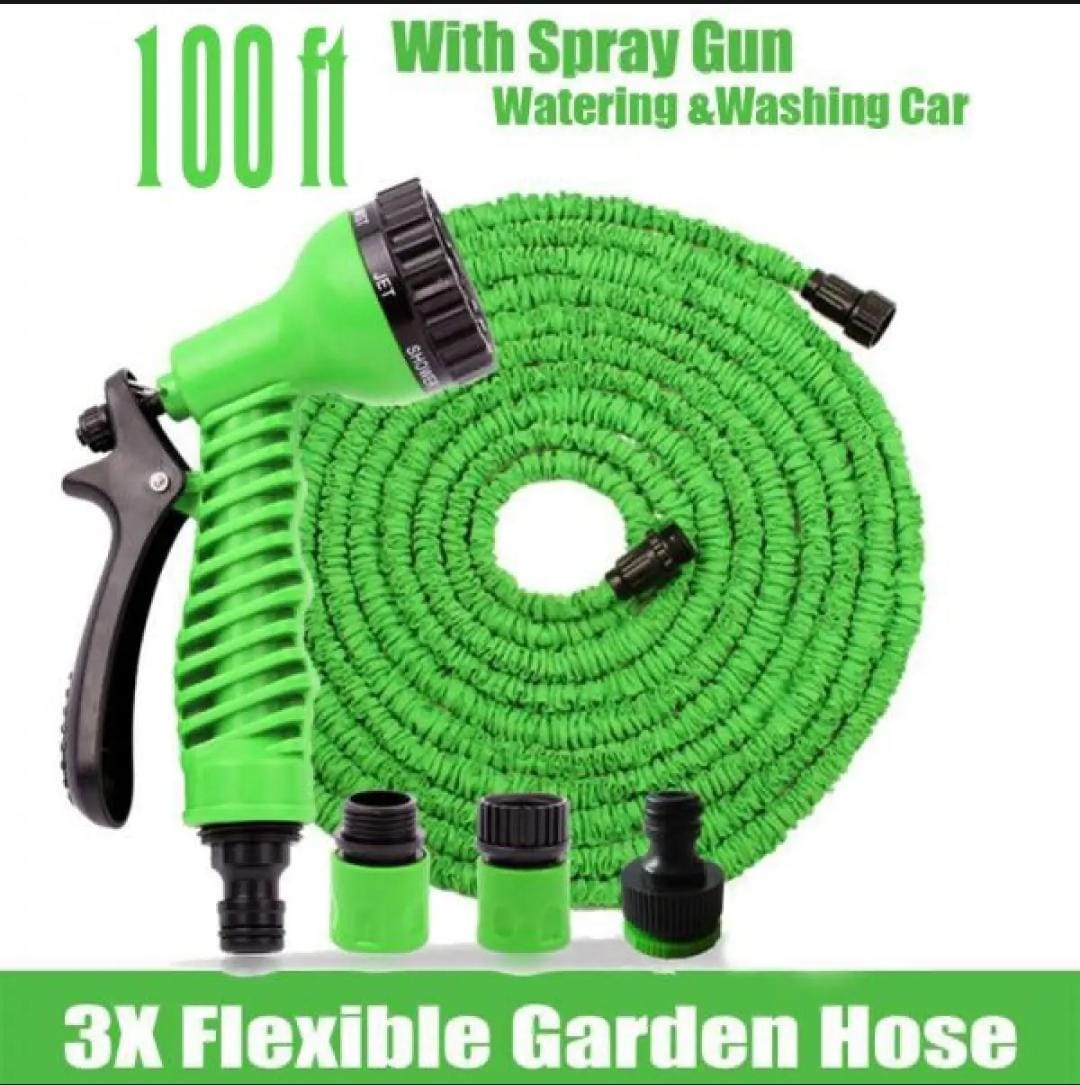 100 ft
With Spray Gun
Watering &Washing Car
JET
SHOWER
3X Flexible Garden Hose